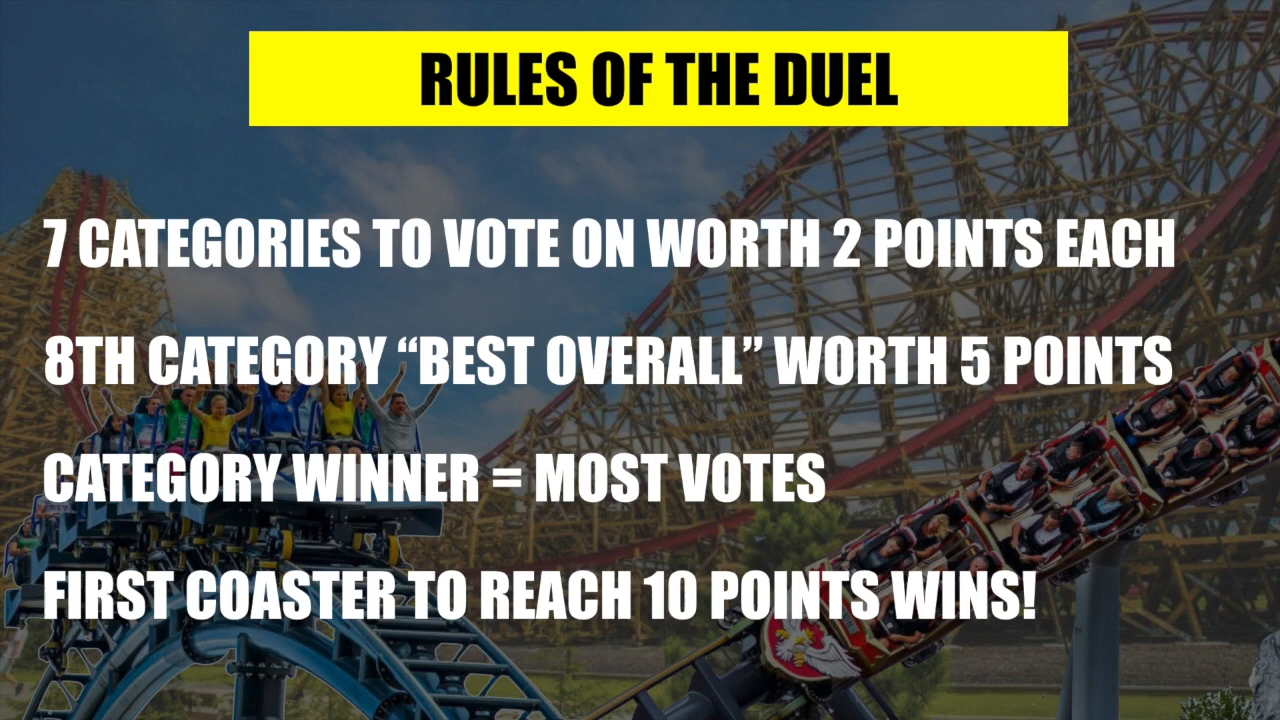 RULES OF THE DUEL
7 CATEGORIES TO VOTE ON WORTH 2 POINTS EACH
8TH CATEGORY “BEST OVERALL” WORTH 5 POINTS
CATEGORY WINNER = MOST VOTES
FIRST COASTER TO REACH 10 POINTS WINS!